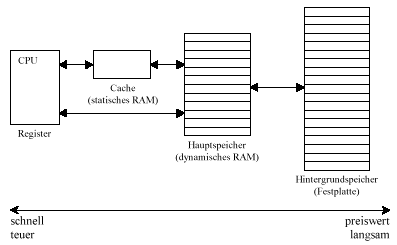 CPU
Register
Cache
(statisches RAM)
Hauptspeicher
(dynamisches RAM)
Hintergrundspeicher
(Festplatte)
schnell
teuer
preiswert
langsam